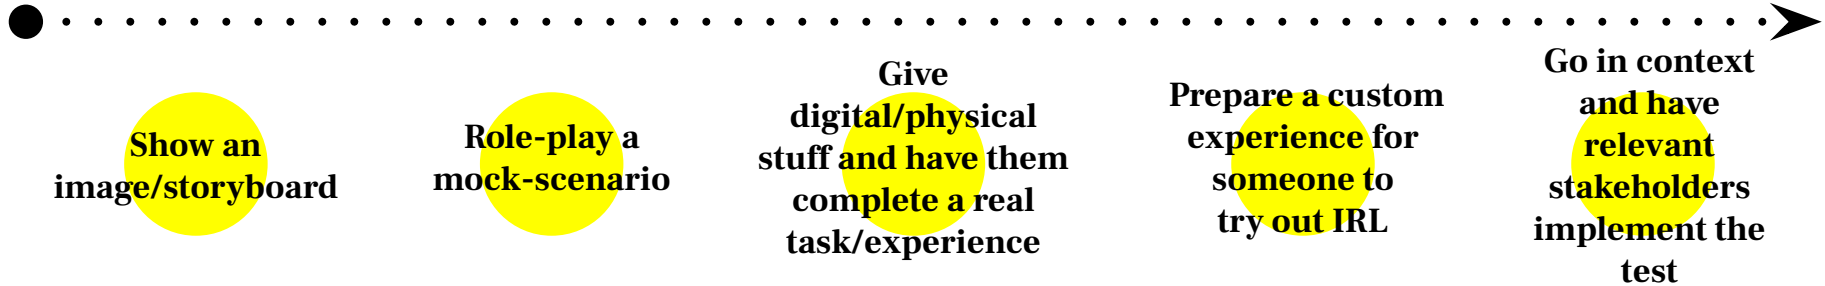 Show an
image/storyboard
Role-play a
mock-scenario
Give
digital/physical
stuff and have them
complete a real
task/experience
Prepare a custom
experience for
someone to
try out IRL
Go in context
and have
relevant
stakeholders
implement the
test